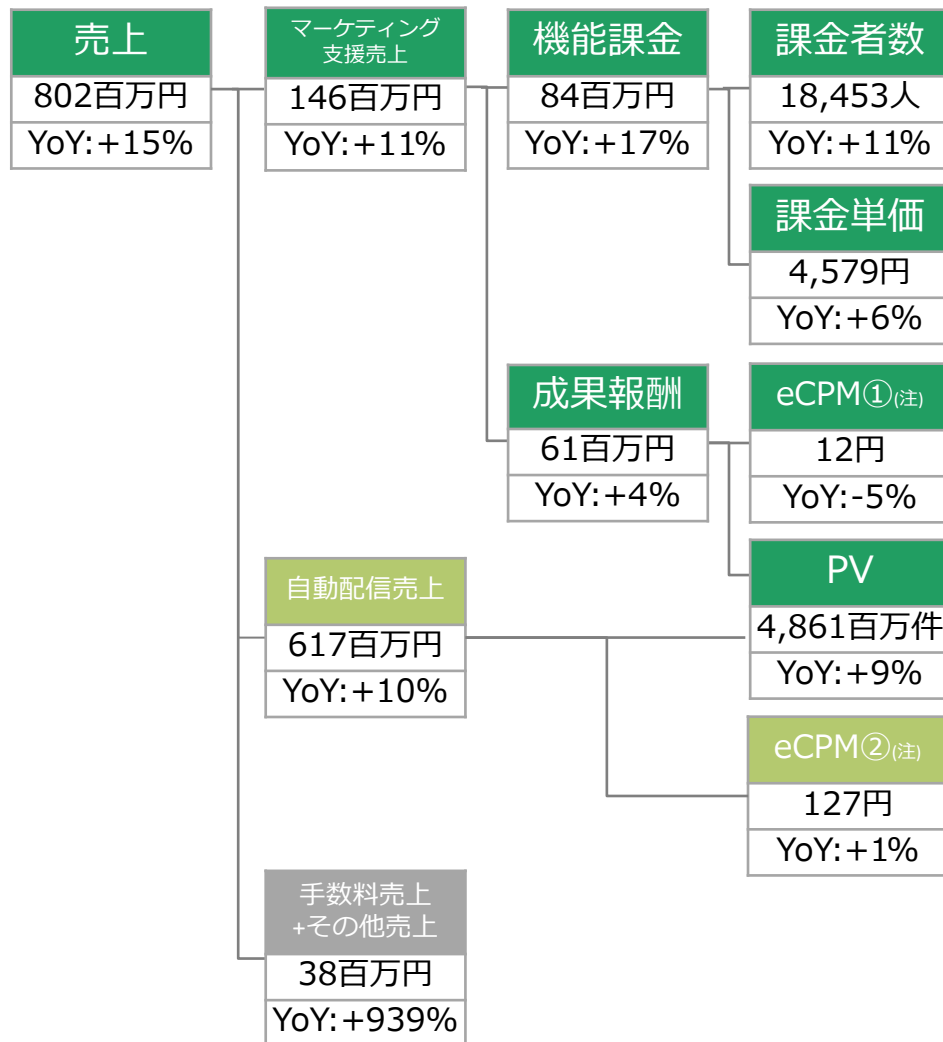 売上
802百万円
YoY:+15%
マーケティング
支援売上
146百万円
YoY:+11%
機能課金
84百万円
YoY:+17%
課金者数
18,453人
YoY:+11%
課金単価
4,579円
YoY:+6%
成果報酬
61百万円
YoY:+4%
eCPM①(注)
12円
YoY:-5%
自動配信売上
617百万円
YoY:+10%
PV
4,861百万件
YoY:+9%
eCPM②(注)
127円
YoY:+1%
手数料売上
+その他売上
38百万円
YoY:+939%